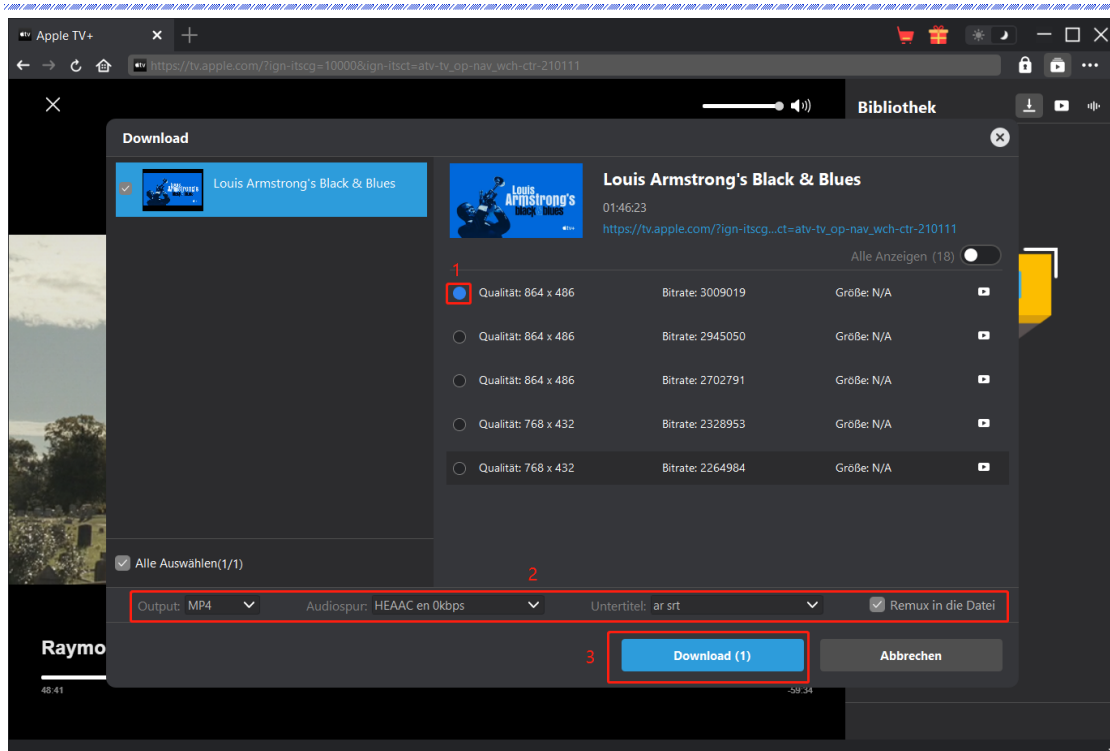 Apple TV+
https://tv.apple.com/?ign-itscg=10000&ign-itsct=atv-tv_op-nav_wch-ctr-210111
Bibliothek
Download
Louis Armstrong's Black & Blues
Louis
Armstrong's
black & blues
Louis Armstrong's Black & Blues
01:46:23
https://tv.apple.com/?ign-itscg...ct=atv-tv_op-nav_wch-ctr-210111
Alle Anzeigen (18)
1
Qualität: 864 x 486 Bitrate: 3009019 Größe: N/A
Qualität: 864 x 486 Bitrate: 2945050 Größe: N/A
Qualität: 864 x 486 Bitrate: 2702791 Größe: N/A
Qualität: 768 x 432 Bitrate: 2328953 Größe: N/A
Qualität: 768 x 432 Bitrate: 2264984 Größe: N/A
Alle Auswählen(1/1)
2
Output: MP4 Audiospur: HEAAC en 0kbps Untertitel: ar srt Remux in die Datei
3
Download (1) Abbrechen
Raymo
48:41 -59:34